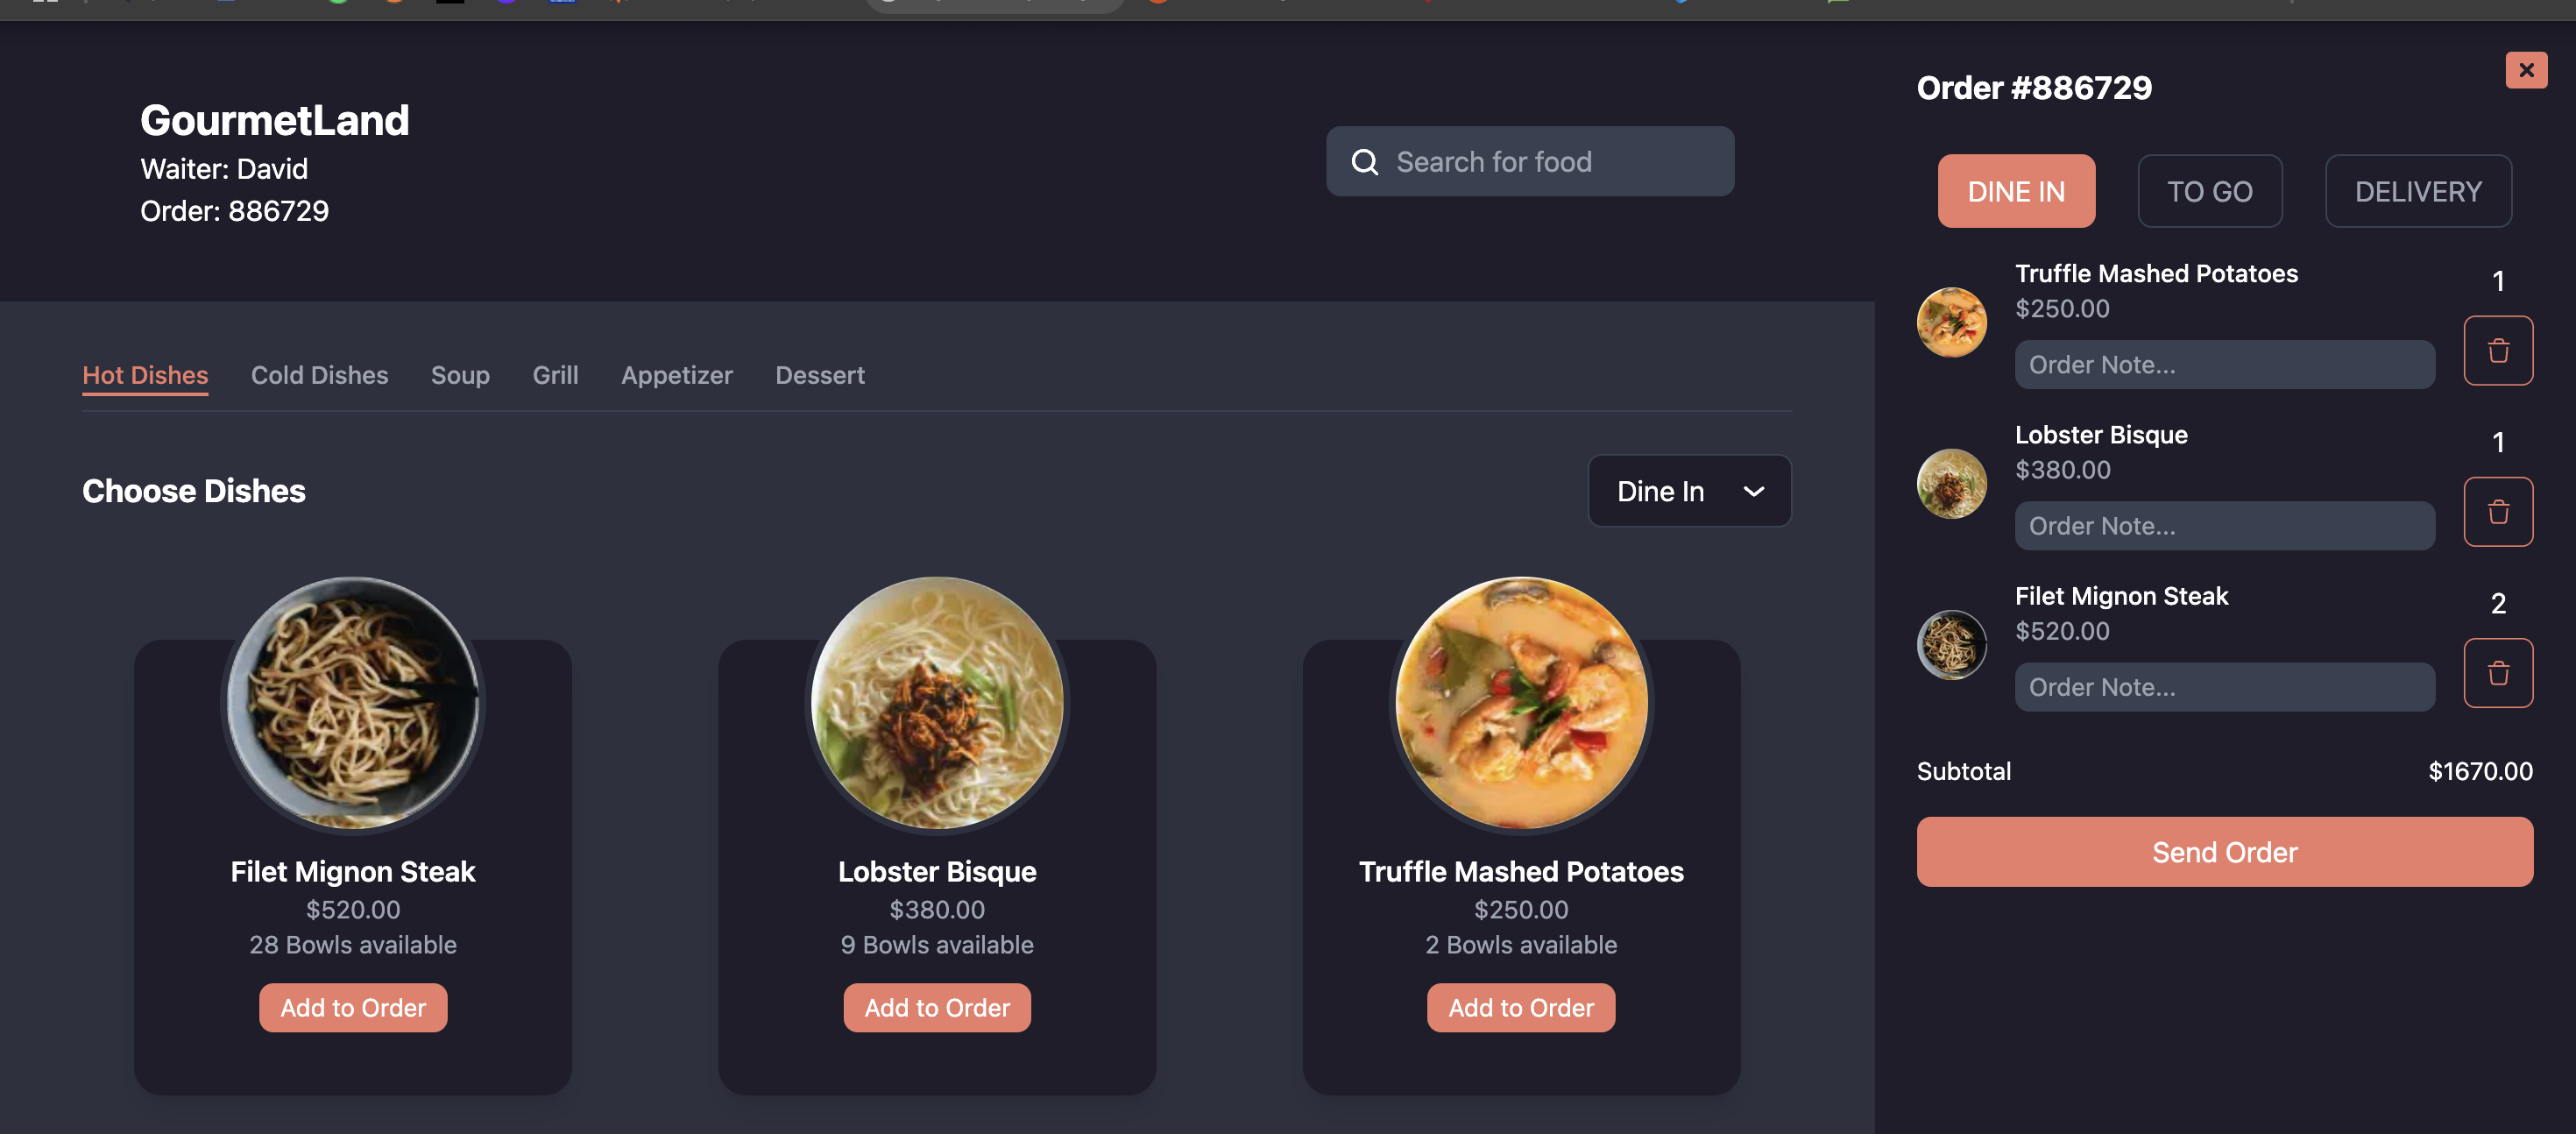 GourmetLand
Waiter: David
Order: 886729
Search for food
Hot Dishes Cold Dishes Soup Grill Appetizer Dessert
Choose Dishes
Dine In
Filet Mignon Steak
$520.00
28 Bowls available
Add to Order
Lobster Bisque
$380.00
9 Bowls available
Add to Order
Truffle Mashed Potatoes
$250.00
2 Bowls available
Add to Order
Order #886729
DINE IN TO GO DELIVERY
Truffle Mashed Potatoes 1
$250.00
Order Note...
Lobster Bisque 1
$380.00
Order Note...
Filet Mignon Steak 2
$520.00
Order Note...
Subtotal $1670.00
Send Order